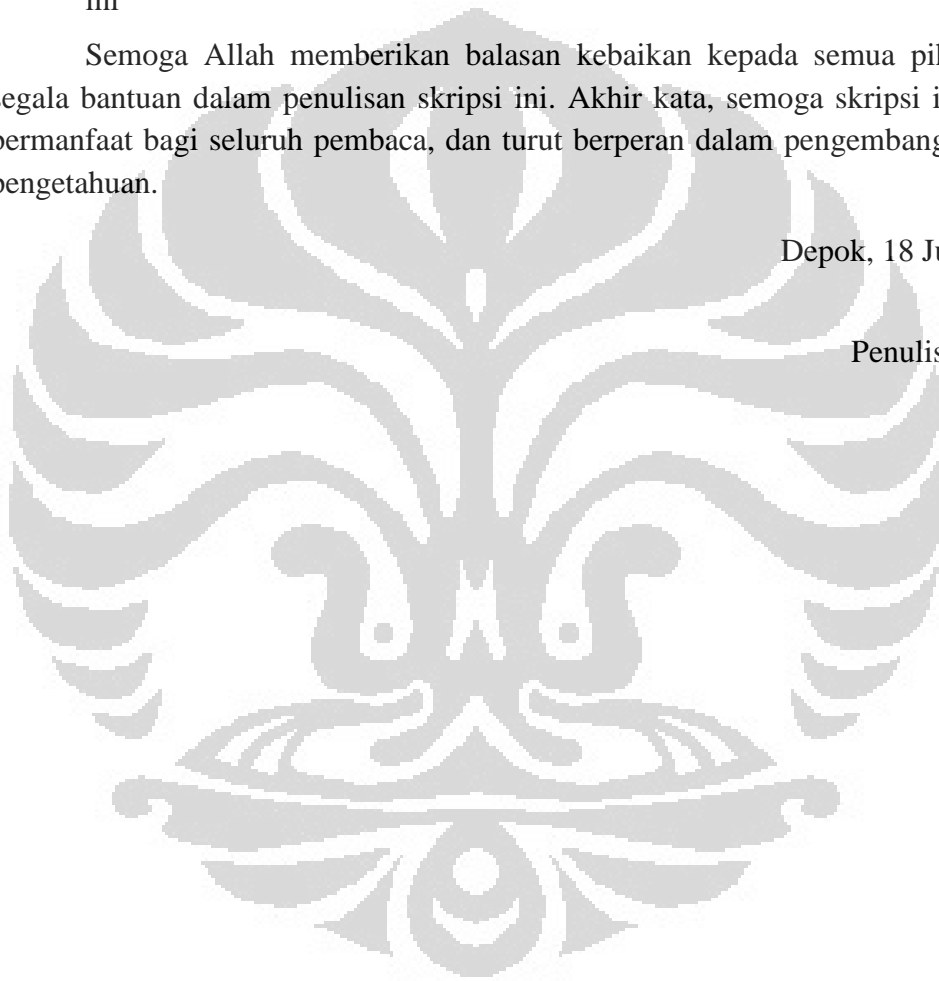 ini
Semoga Allah memberikan balasan kebaikan kepada semua
segala bantuan dalam penulisan skripsi ini. Akhir kata, semoga skripsi
bermanfaat bagi seluruh pembaca, dan turut berperan dalam
pengetahuan.
Depok, 18
Penulis